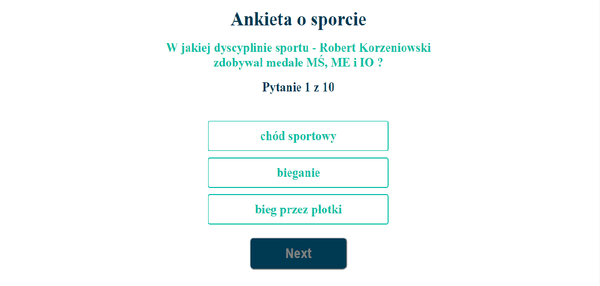 Ankieta o sporcie
W jakiej dyscyplinie sportu - Robert Korzeniowski
zdobywał medale MŚ, ME i IO ?
Pytanie 1 z 10
chód sportowy
bieganie
bieg przez płotki
Next